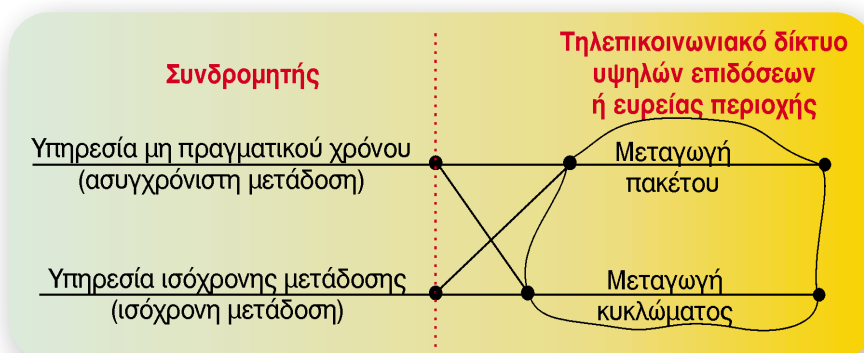 Συνδρομητής
Τηλεπικοινωνιακό δίκτυο
υψηλών επιδόσεων
ή ευρείας περιοχής
Υπηρεσία μη πραγματικού χρόνου
(ασυγχρόνιστη μετάδοση)
Μεταγωγή
πακέτου
Υπηρεσία ισόχρονης μετάδοσης
(ισόχρονη μετάδοση)
Μεταγωγή
κυκλώματος